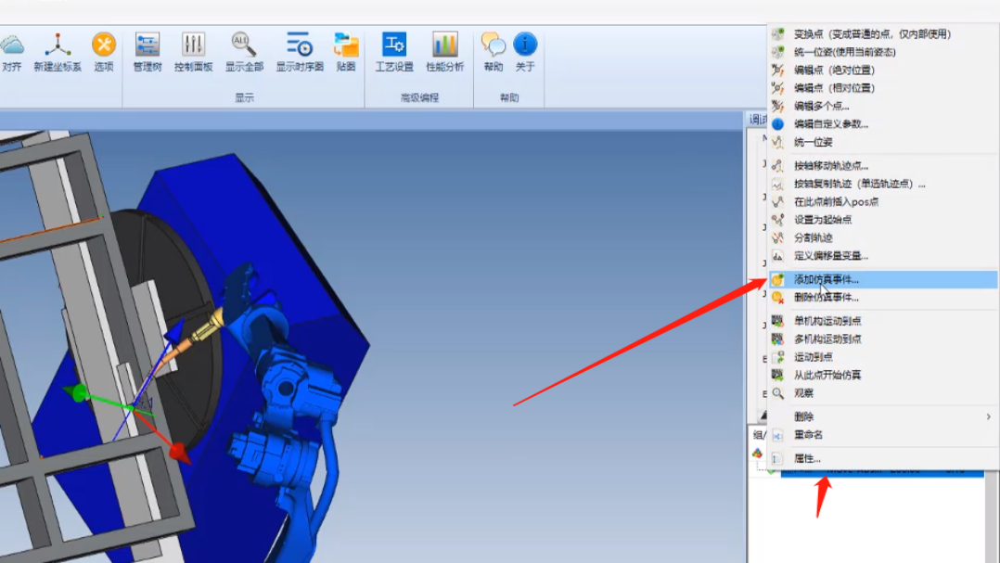 对齐 新建坐标系 选项 管理树 控制面板 显示全部 显示时序图 贴图 工艺设置 性能分析 帮助 关于
显示 高级编程 帮助
ALL
调试
变换点（变成普通的点，仅内部使用）
统一位姿(使用当前姿态)
编辑点（绝对位置）
编辑点（相对位置）
编辑多个点...
编辑自定义参数...
统一位姿
按轴移动轨迹点...
按轴复制轨迹（单选轨迹点）...
在此点前插入pos点
设置为起始点
分割轨迹
定义偏移量变量...
添加仿真事件...
删除仿真事件...
单机构运动到点
多机构运动到点
运动到点
从此点开始仿真
观察
删除
重命名
属性...
组/